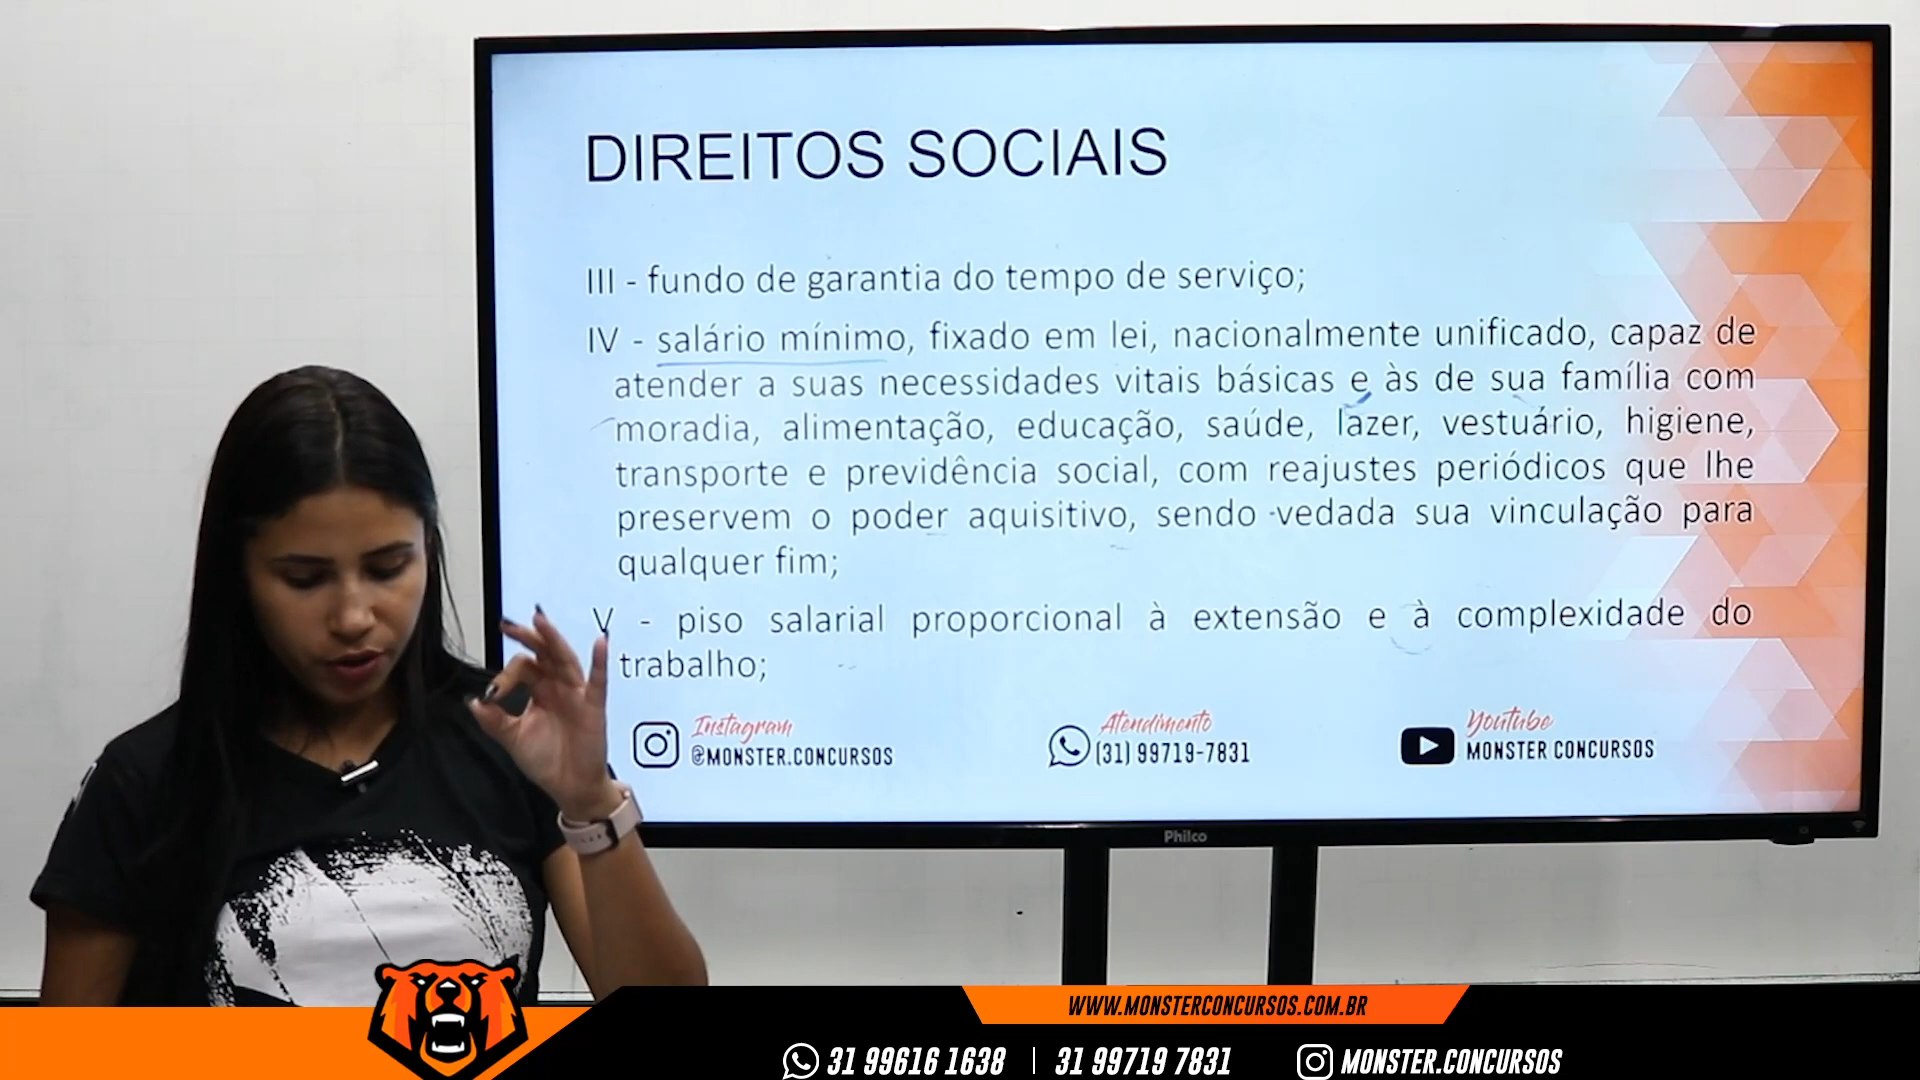 DIREITOS SOCIAIS
III - fundo de garantia do tempo de serviço;
IV - salário mínimo, fixado em lei, nacionalmente unificado, capaz de
atender a suas necessidades vitais básicas e às de sua família com
moradia, alimentação, educação, saúde, lazer, vestuário, higiene,
transporte e previdência social, com reajustes periódicos que lhe
preservem o poder aquisitivo, sendo vedada sua vinculação para
qualquer fim;
V - piso salarial proporcional à extensão e à complexidade do
trabalho;
Instagram
@MONSTER.CONCURSOS
Atendimento
(31) 99719-7831
Youtube
MONSTER CONCURSOS
Philco
WWW.MONSTERCONCURSOS.COM.BR
31 99616 1638 | 31 99719 7831
MONSTER.CONCURSOS